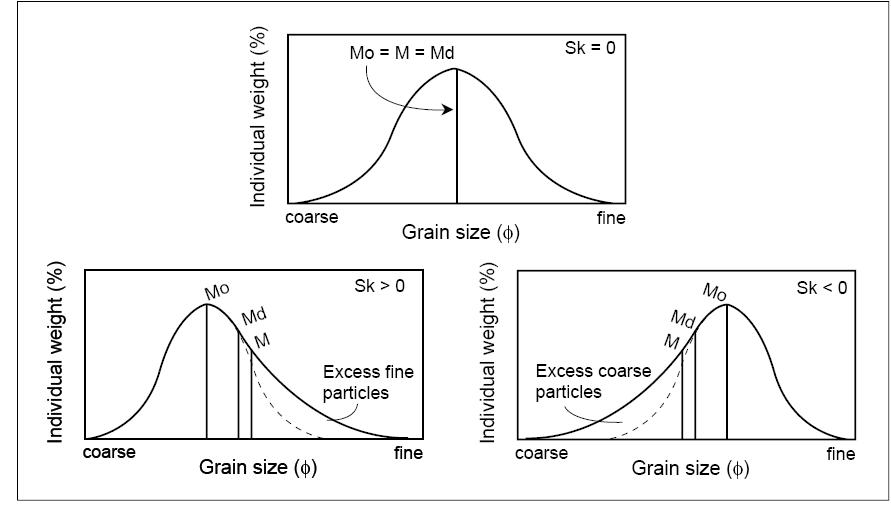 Individual weight (%)
Mo = M = Md
Sk = 0
coarse
fine
Grain size (ϕ)
Individual weight (%)
Mo
Md
M
Sk > 0
Excess fine
particles
coarse
fine
Grain size (ϕ)
Individual weight (%)
Mo
Md
M
Sk < 0
Excess coarse
particles
coarse
fine
Grain size (ϕ)